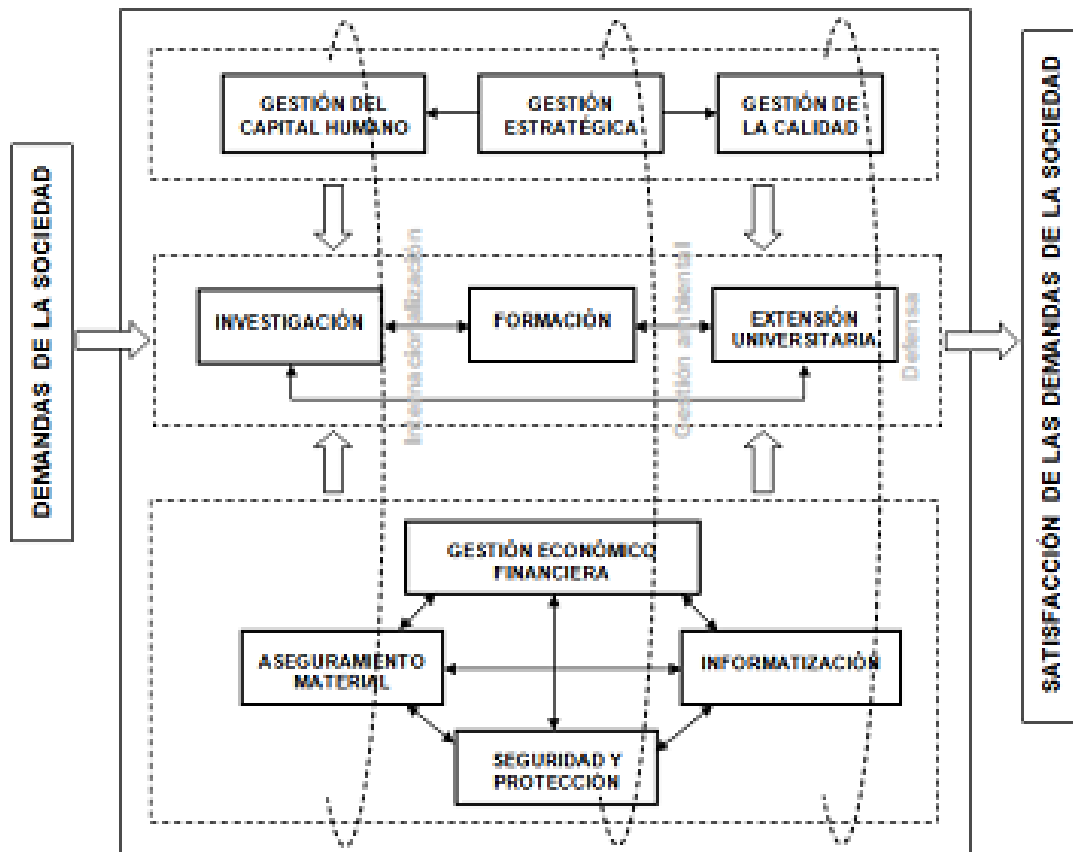 DEMANDAS DE LA SOCIEDAD
GESTIÓN DEL
CAPITAL HUMANO
GESTIÓN
ESTRATÉGICA
GESTIÓN DE
LA CALIDAD
INVESTIGACIÓN
Internacionalización
FORMACIÓN
Gestión ambiental
EXTENSIÓN
UNIVERSITARIA
Defensa
GESTIÓN ECONÓMICO
FINANCIERA
ASEGURAMIENTO
MATERIAL
INFORMATIZACIÓN
SEGURIDAD Y
PROTECCIÓN
SATISFACCIÓN DE LAS DEMANDAS DE LA SOCIEDAD